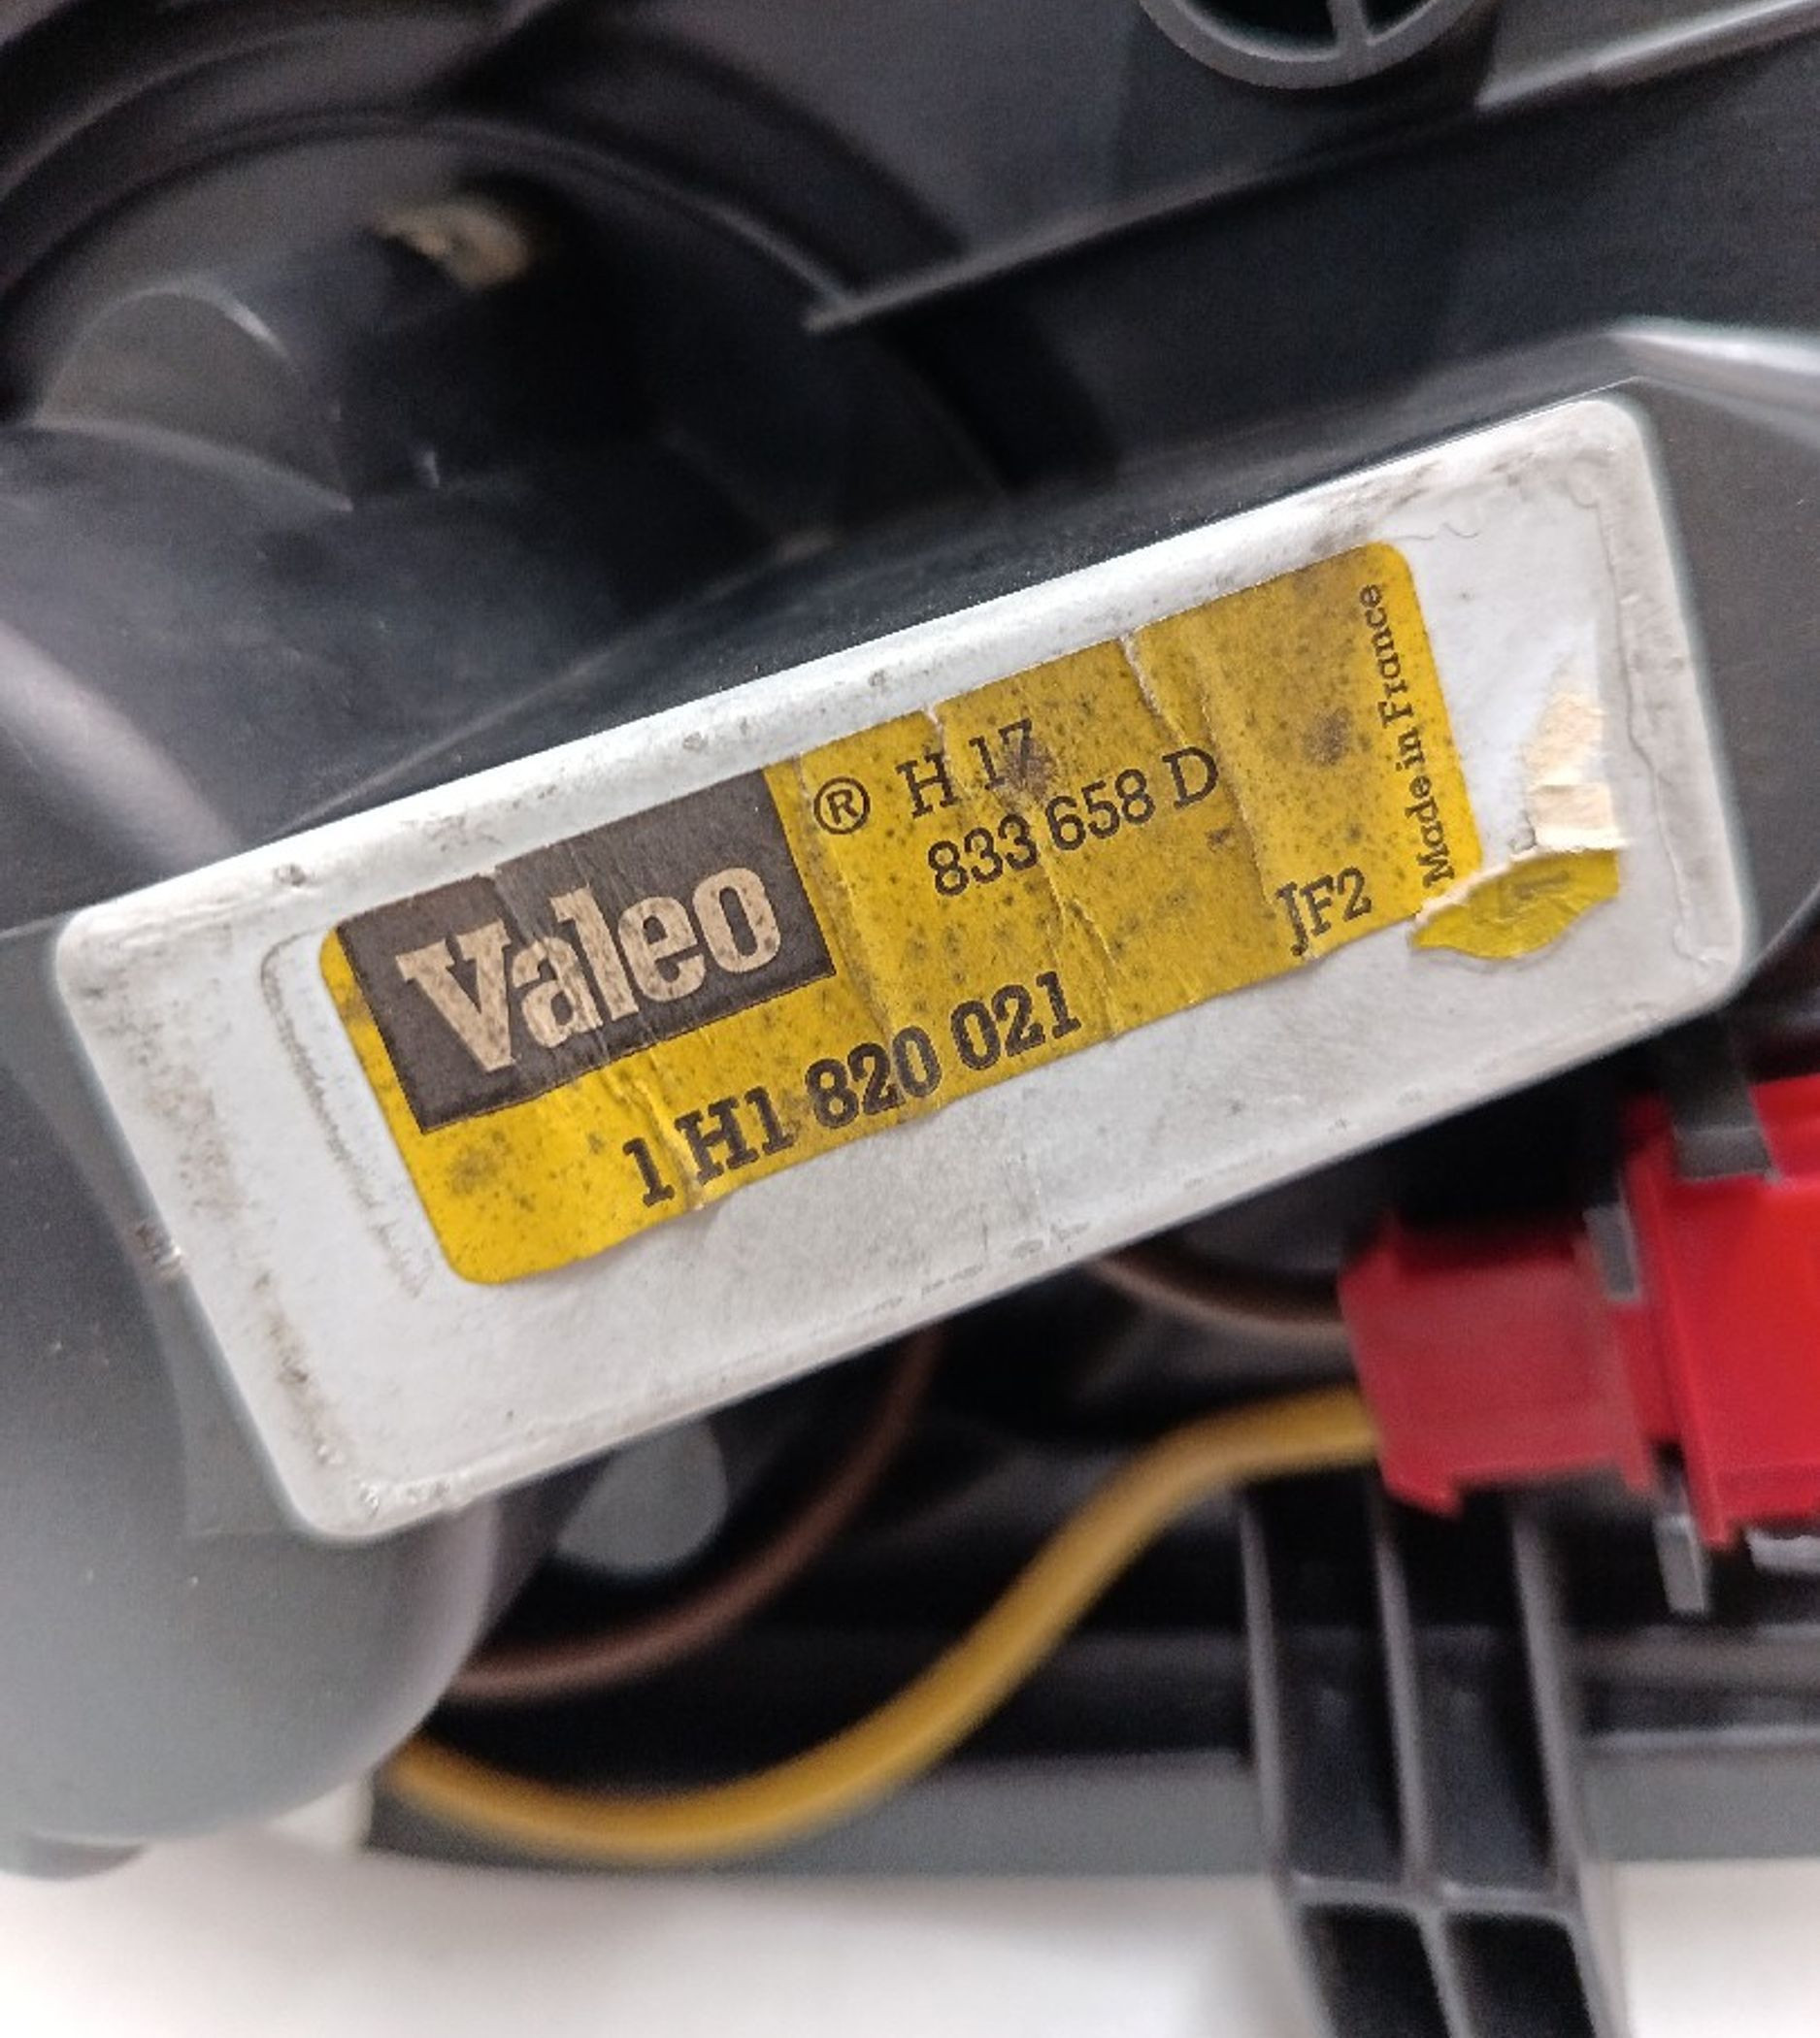 Valeo ® H 17
833 658 D
JF2
1 H1 820 021
Made in France